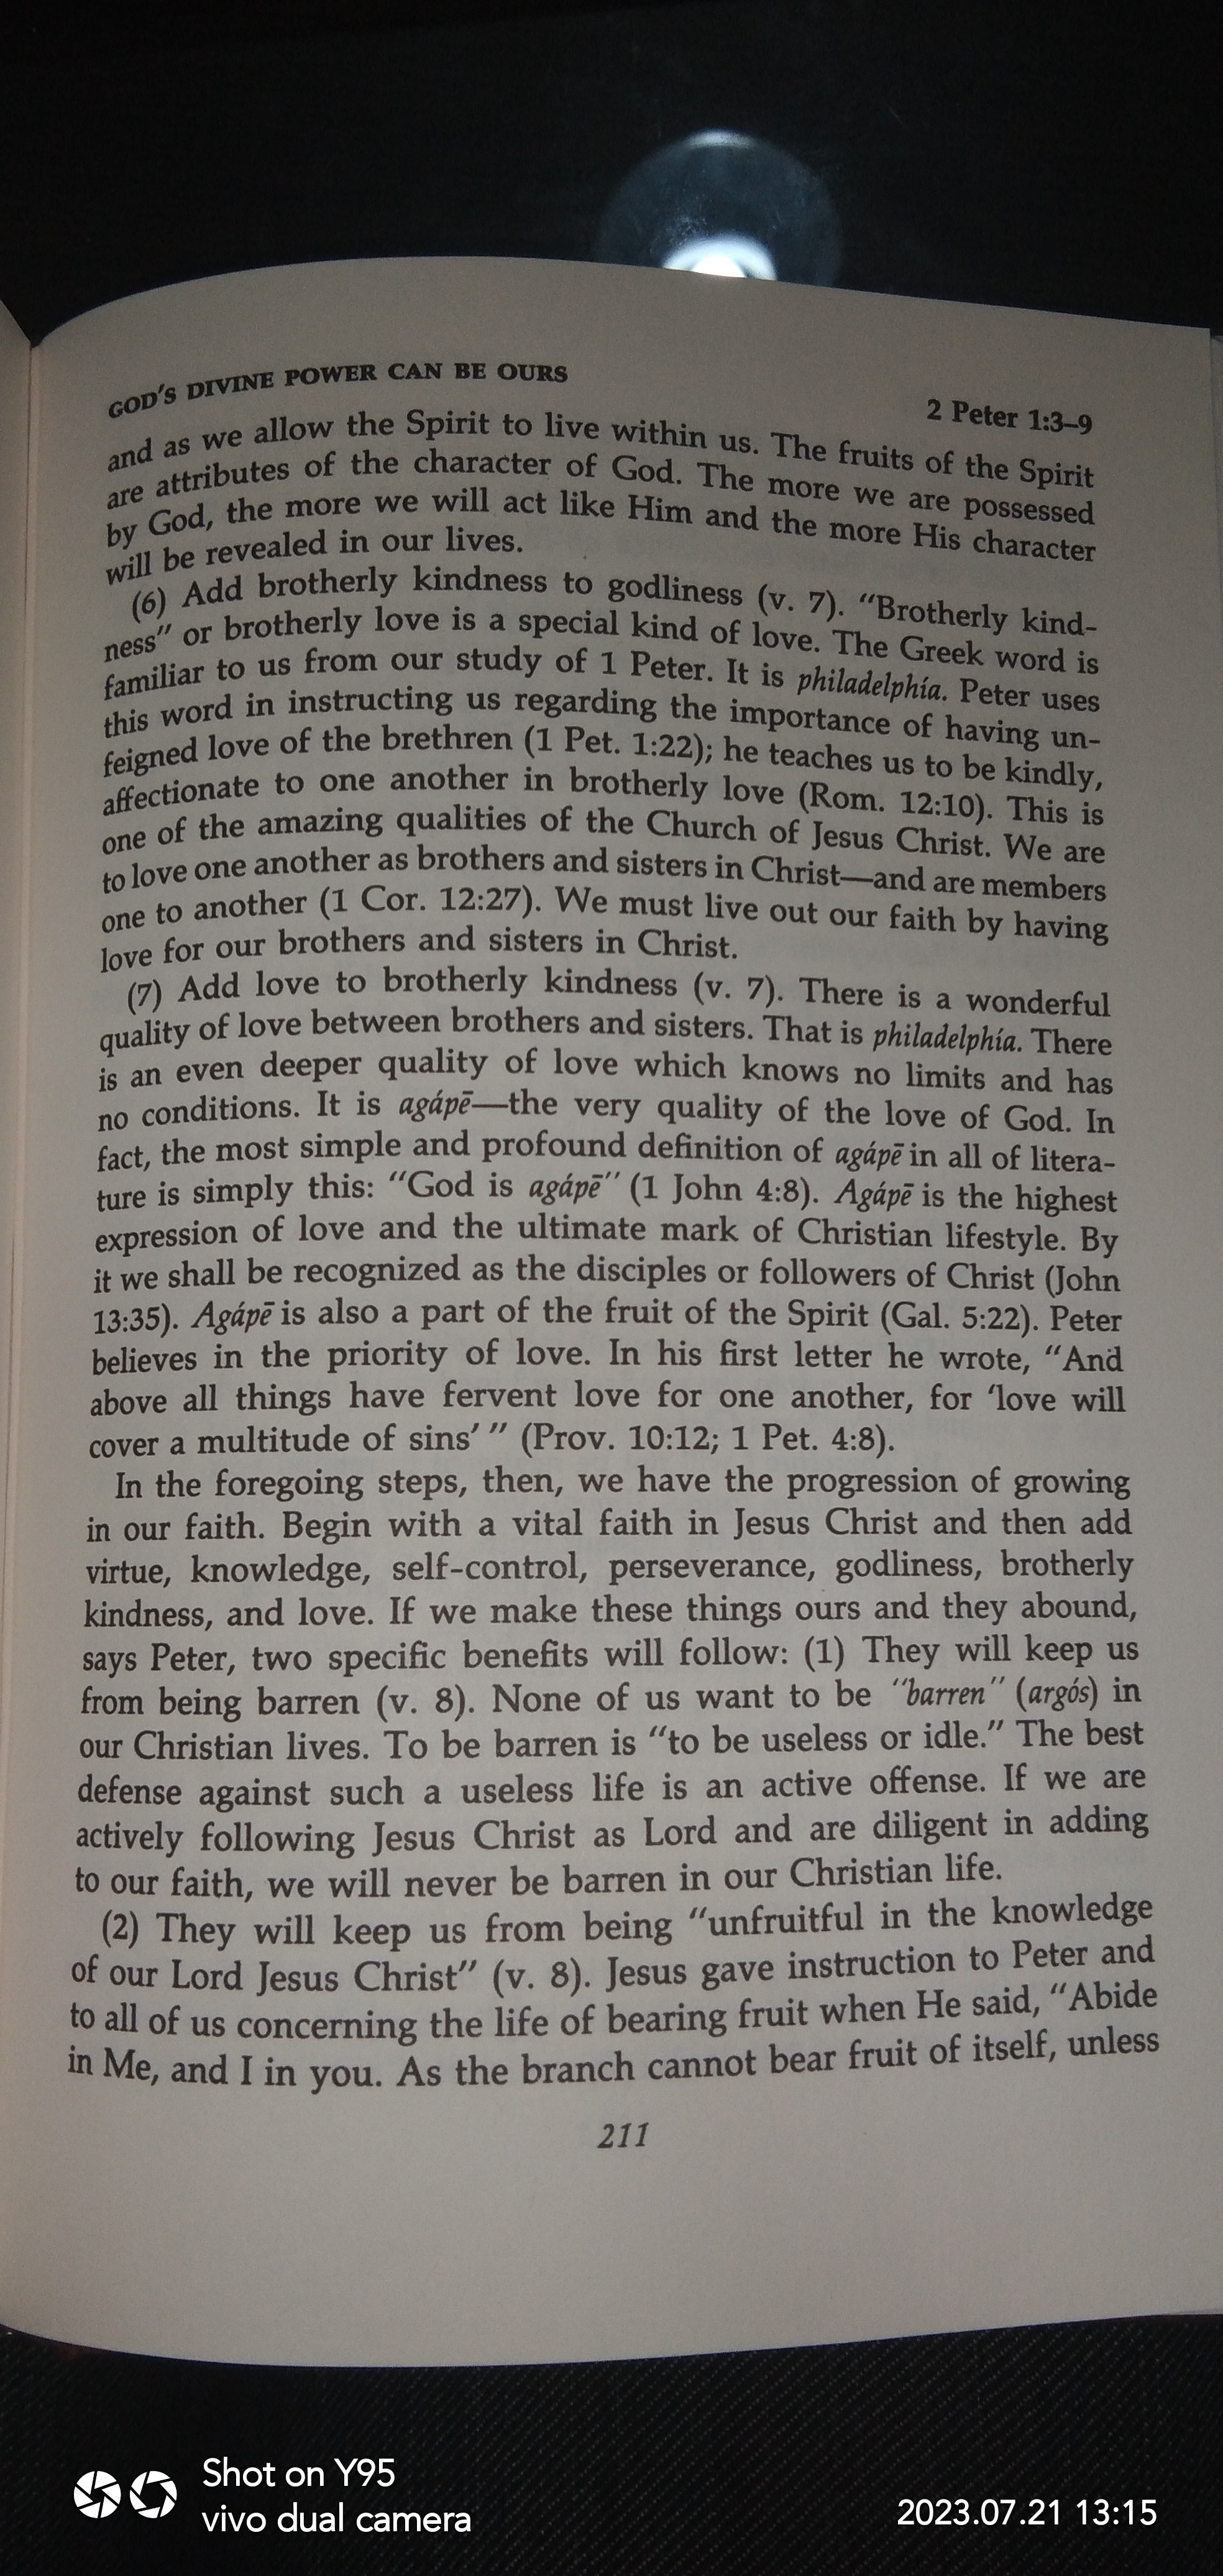 GOD'S DIVINE POWER CAN BE OURS
2 Peter 1:3–9
and as we allow the Spirit to live within us. The fruits of the Spirit
are attributes of the character of God. The more we are possessed
by God, the more we will act like Him and the more His character
will be revealed in our lives.
(6) Add brotherly kindness to godliness (v. 7). “Brotherly kind-
ness” or brotherly love is a special kind of love. The Greek word is
familiar to us from our study of 1 Peter. It is philadelphía. Peter uses
this word in instructing us regarding the importance of having un-
feigned love of the brethren (1 Pet. 1:22); he teaches us to be kindly,
affectionate to one another in brotherly love (Rom. 12:10). This is
one of the amazing qualities of the Church of Jesus Christ. We are
to love one another as brothers and sisters in Christ—and are members
one to another (1 Cor. 12:27). We must live out our faith by having
love for our brothers and sisters in Christ.
(7) Add love to brotherly kindness (v. 7). There is a wonderful
quality of love between brothers and sisters. That is philadelphía. There
is an even deeper quality of love which knows no limits and has
no conditions. It is agápē—the very quality of the love of God. In
fact, the most simple and profound definition of agápē in all of litera-
ture is simply this: “God is agápē” (1 John 4:8). Agápē is the highest
expression of love and the ultimate mark of Christian lifestyle. By
it we shall be recognized as the disciples or followers of Christ (John
13:35). Agápē is also a part of the fruit of the Spirit (Gal. 5:22). Peter
believes in the priority of love. In his first letter he wrote, “And
above all things have fervent love for one another, for ‘love will
cover a multitude of sins’ ” (Prov. 10:12; 1 Pet. 4:8).
In the foregoing steps, then, we have the progression of growing
in our faith. Begin with a vital faith in Jesus Christ and then add
virtue, knowledge, self-control, perseverance, godliness, brotherly
kindness, and love. If we make these things ours and they abound,
says Peter, two specific benefits will follow: (1) They will keep us
from being barren (v. 8). None of us want to be “barren” (argós) in
our Christian lives. To be barren is “to be useless or idle.” The best
defense against such a useless life is an active offense. If we are
actively following Jesus Christ as Lord and are diligent in adding
to our faith, we will never be barren in our Christian life.
(2) They will keep us from being “unfruitful in the knowledge
of our Lord Jesus Christ” (v. 8). Jesus gave instruction to Peter and
to all of us concerning the life of bearing fruit when He said, “Abide
in Me, and I in you. As the branch cannot bear fruit of itself, unless
211
Shot on Y95
vivo dual camera
2023.07.21 13:15